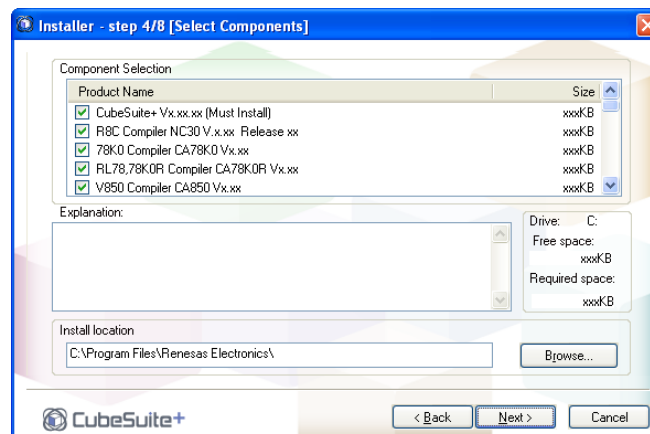 Installer - step 4/8 [Select Components]
Component Selection
Product Name Size
CubeSuite+ Vx.xx.xx (Must Install) xxxKB
R8C Compiler NC30 V.x.xx Release xx xxxKB
78K0 Compiler CA78K0 Vx.xx xxxKB
RL78,78K0R Compiler CA78K0R Vx.xx xxxKB
V850 Compiler CA850 Vx.xx xxxKB
Explanation:
Drive: C:
Free space:
xxxKB
Required space:
xxxKB
Install location
C:\Program Files\Renesas Electronics\
Browse...
CubeSuite+
< Back
Next >
Cancel